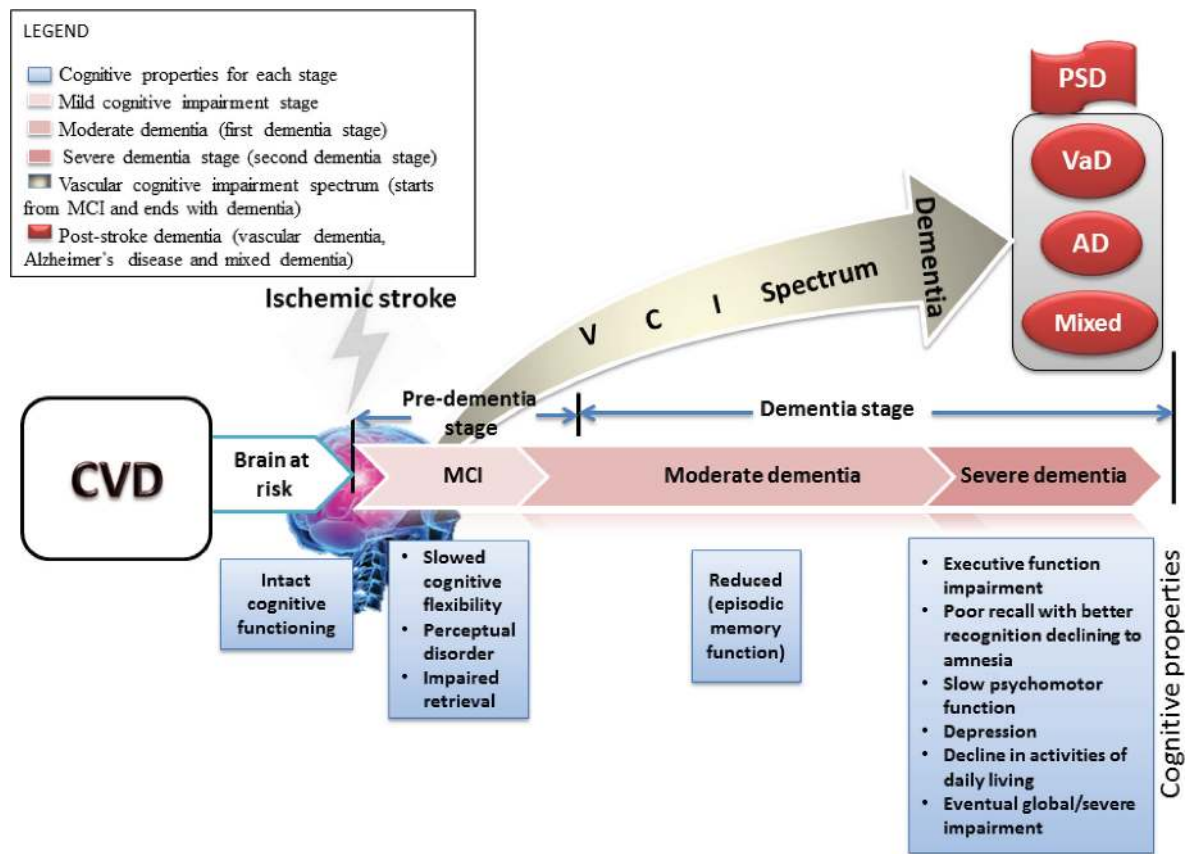 LEGEND
Cognitive properties for each stage
Mild cognitive impairment stage
Moderate dementia (first dementia stage)
Severe dementia stage (second dementia stage)
Vascular cognitive impairment spectrum (starts
from MCI and ends with dementia)
Post-stroke dementia (vascular dementia,
Alzheimer's disease and mixed dementia)
PSD
VaD
AD
Mixed
Ischemic stroke
V C I Spectrum
Dementia
Pre-dementia
stage
Dementia stage
CVD
Brain at
risk
MCI
Moderate dementia
Severe dementia
Intact
cognitive
functioning
• Slowed
cognitive
flexibility
• Perceptual
disorder
• Impaired
retrieval
Reduced
(episodic
memory
function)
• Executive function
impairment
• Poor recall with better
recognition declining to
amnesia
• Slow psychomotor
function
• Depression
• Decline in activities of
daily living
• Eventual global/severe
impairment
Cognitive properties